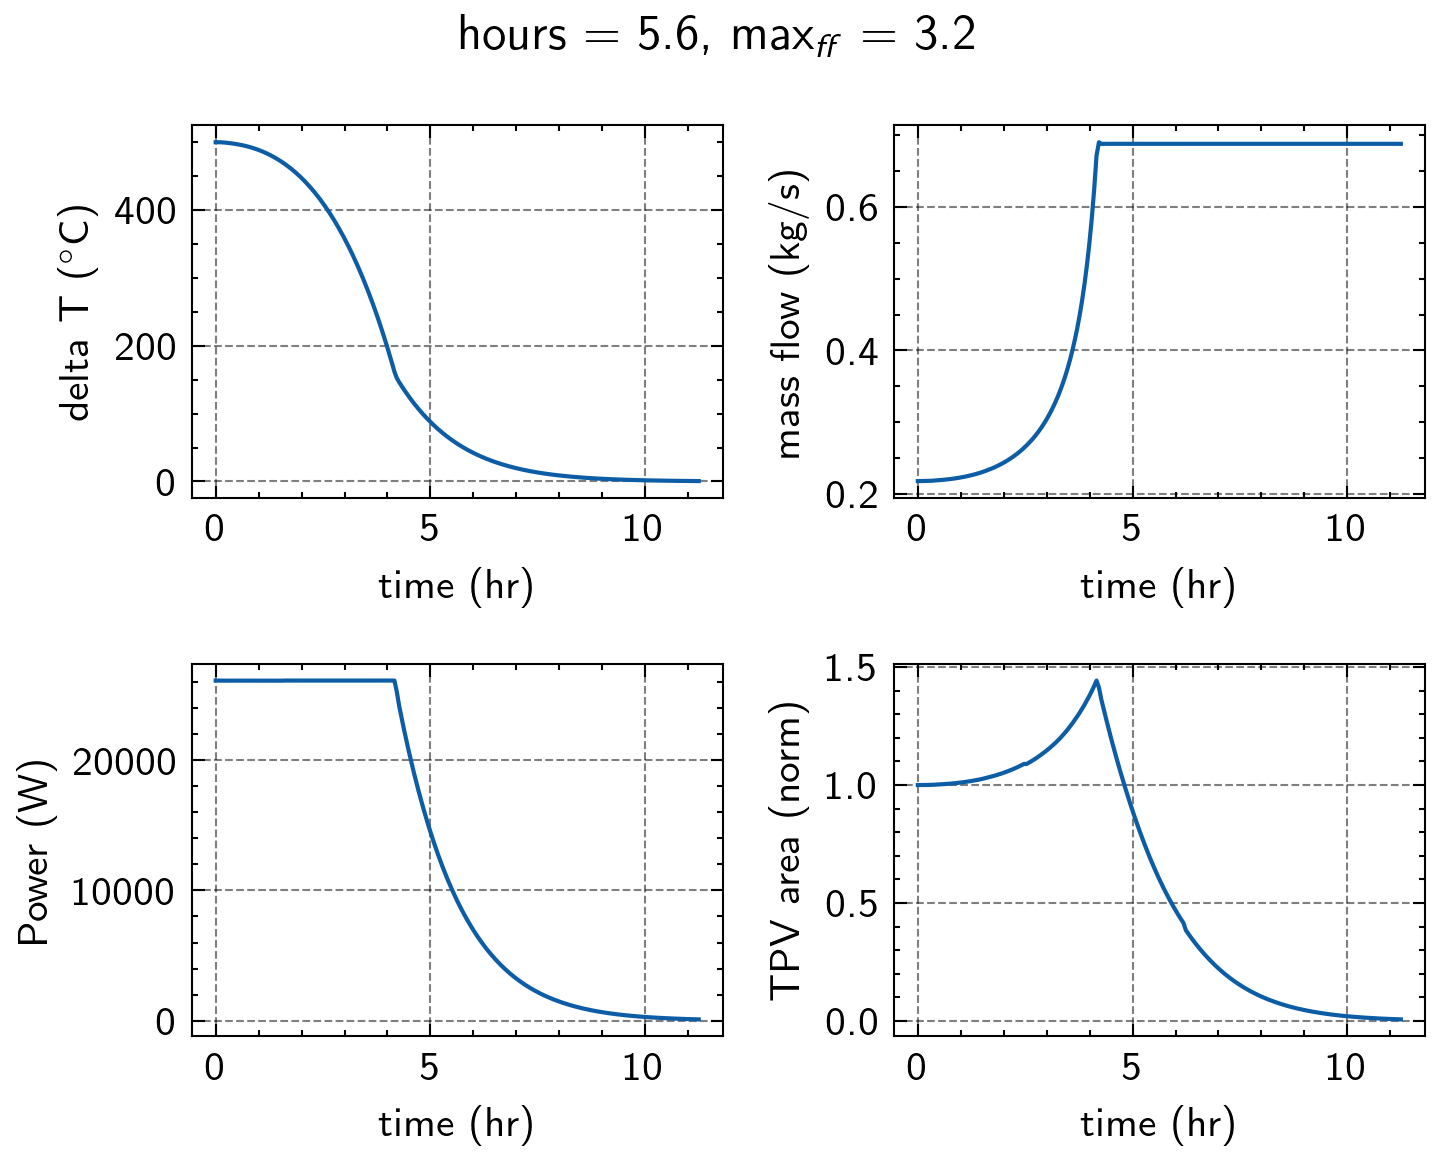 hours = 5.6, max_ff = 3.2
delta T (°C)
400
200
0
0 5 10
time (hr)
mass flow (kg/s)
0.6
0.4
0.2
0 5 10
time (hr)
Power (W)
20000
10000
0
0 5 10
time (hr)
TPV area (norm)
1.5
1.0
0.5
0.0
0 5 10
time (hr)